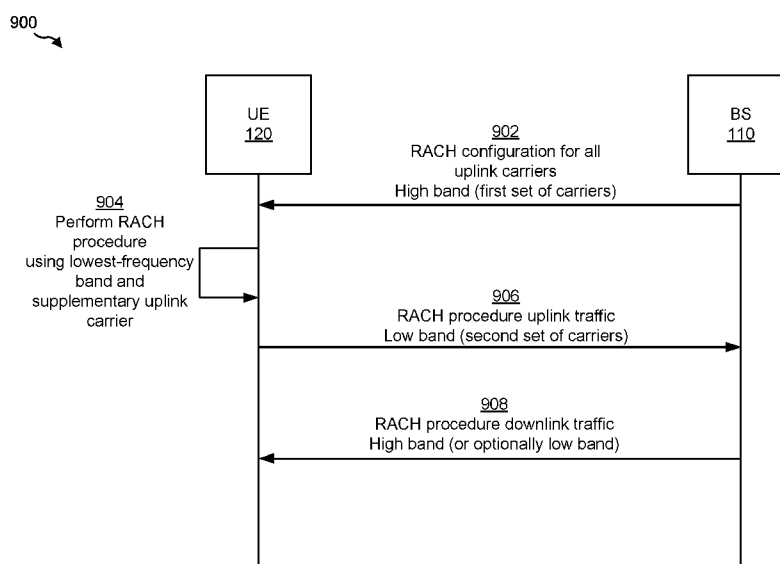 900
UE
120
BS
110
902
RACH configuration for all
uplink carriers
High band (first set of carriers)
904
Perform RACH
procedure
using lowest-frequency
band and
supplementary uplink
carrier
906
RACH procedure uplink traffic
Low band (second set of carriers)
908
RACH procedure downlink traffic
High band (or optionally low band)